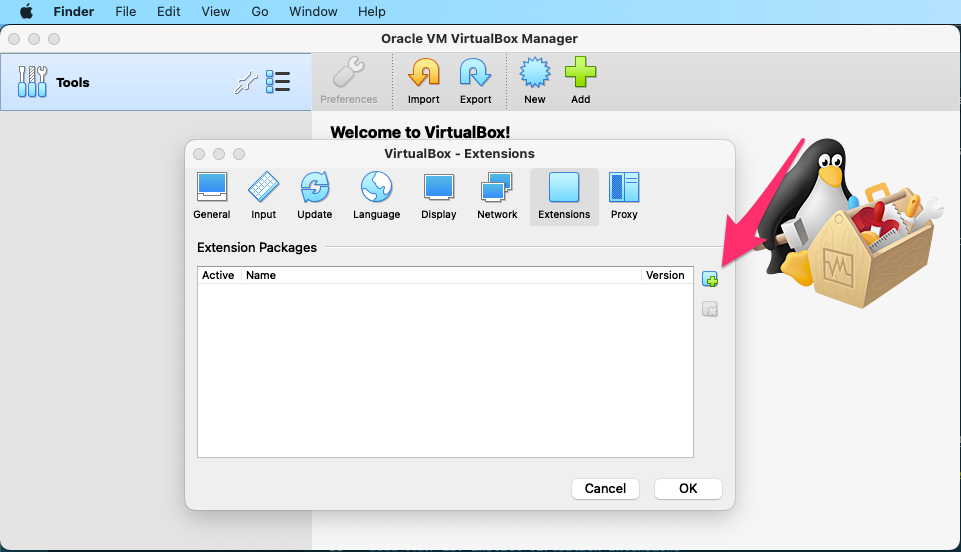 Finder File Edit View Go Window Help
Oracle VM VirtualBox Manager
Tools
Preferences Import Export New Add
Welcome to VirtualBox!
VirtualBox - Extensions
General Input Update Language Display Network Extensions Proxy
Extension Packages
Active Name Version
Cancel OK